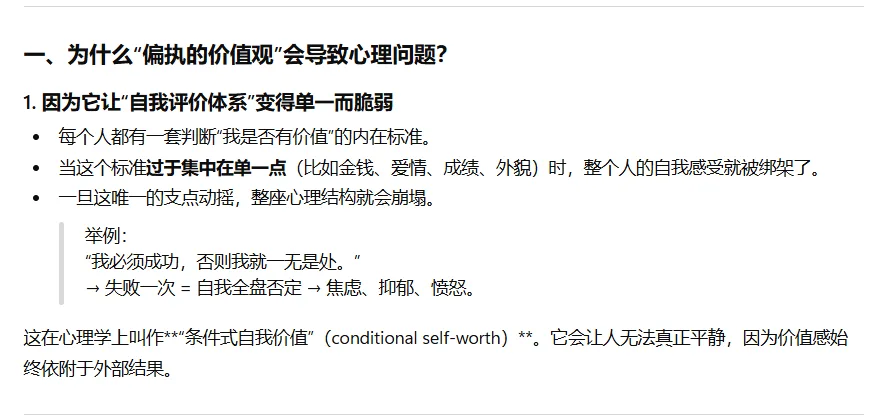 一、为什么“偏执的价值观”会导致心理问题？
1. 因为它让“自我评价体系”变得单一而脆弱
• 每个人都有一套判断“我是否有价值”的内在标准。
• 当这个标准过于集中在单一点（比如金钱、爱情、成绩、外貌）时，整个人的自我感受就被绑架了。
• 一旦这唯一的支点动摇，整座心理结构就会崩塌。
举例：
“我必须成功，否则我就一无是处。”
→ 失败一次 = 自我全盘否定 → 焦虑、抑郁、愤怒。
这在心理学上叫作**“条件式自我价值”（conditional self-worth）**。它会让人无法真正平静，因为价值感始
终依附于外部结果。